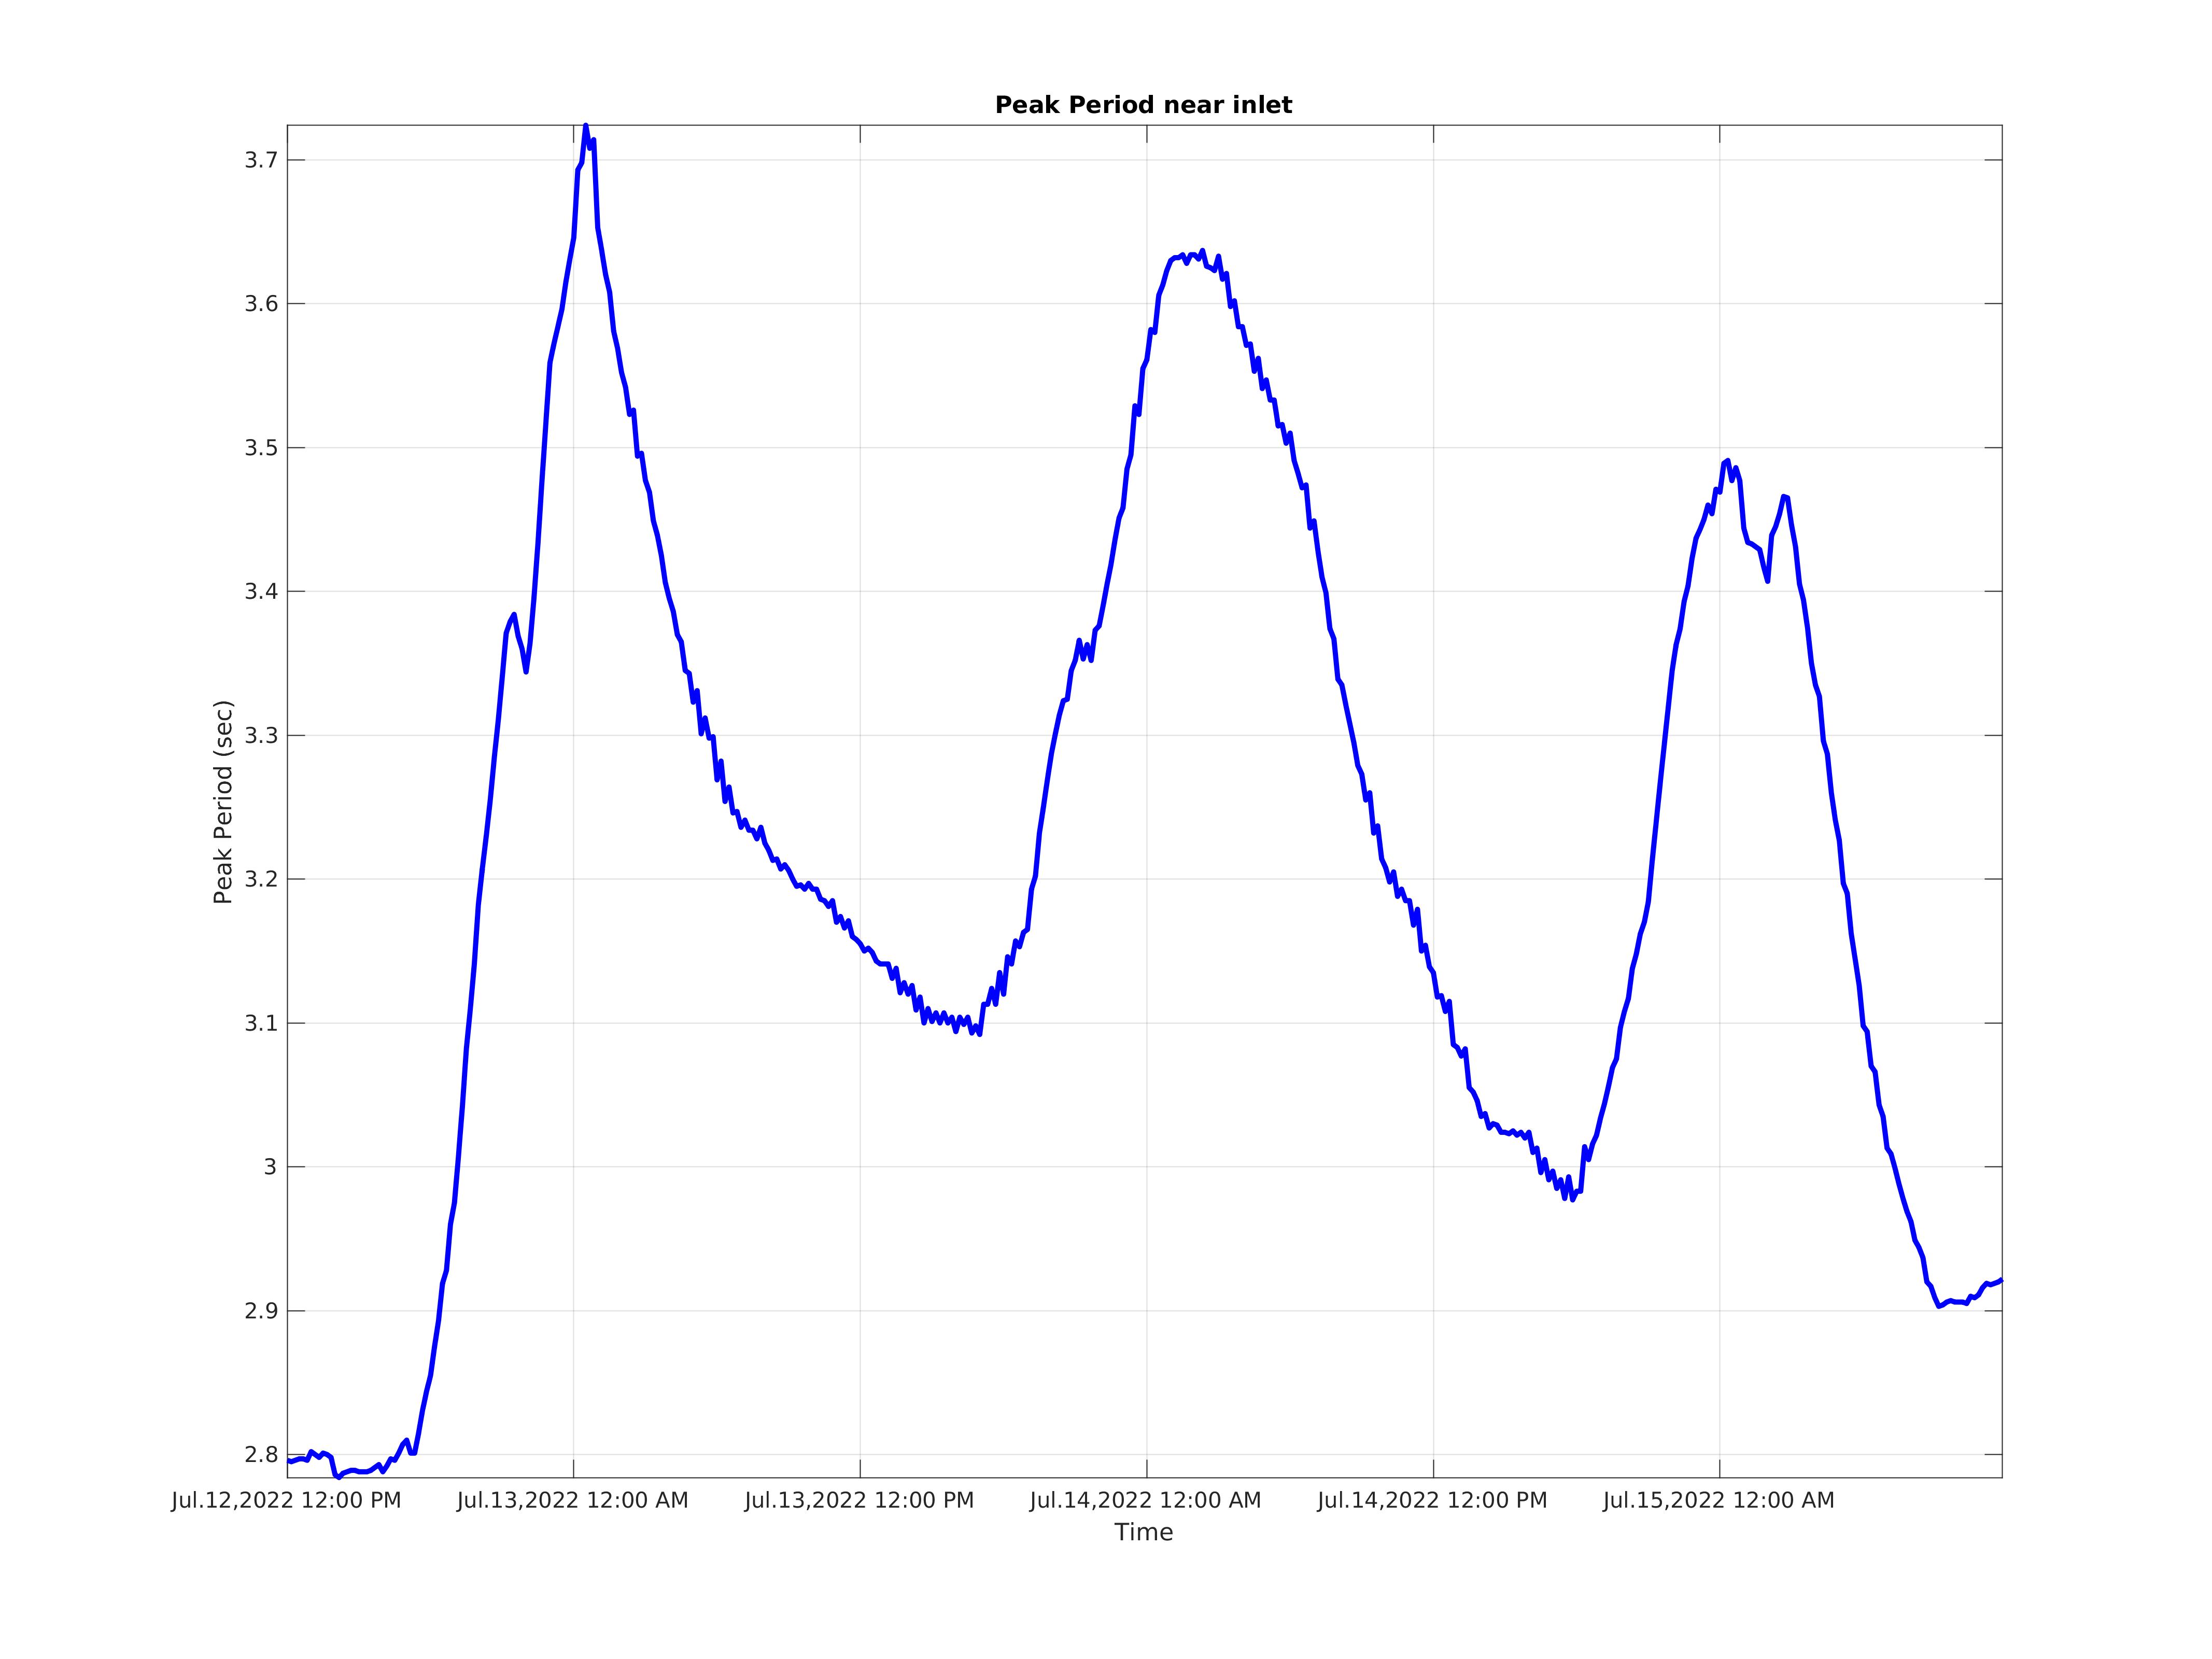 Peak Period near inlet
3.7
3.6
3.5
3.4
3.3
3.2
3.1
3
2.9
2.8
Peak Period (sec)
Jul.12,2022 12:00 PM
Jul.13,2022 12:00 AM
Jul.13,2022 12:00 PM
Jul.14,2022 12:00 AM
Jul.14,2022 12:00 PM
Jul.15,2022 12:00 AM
Time